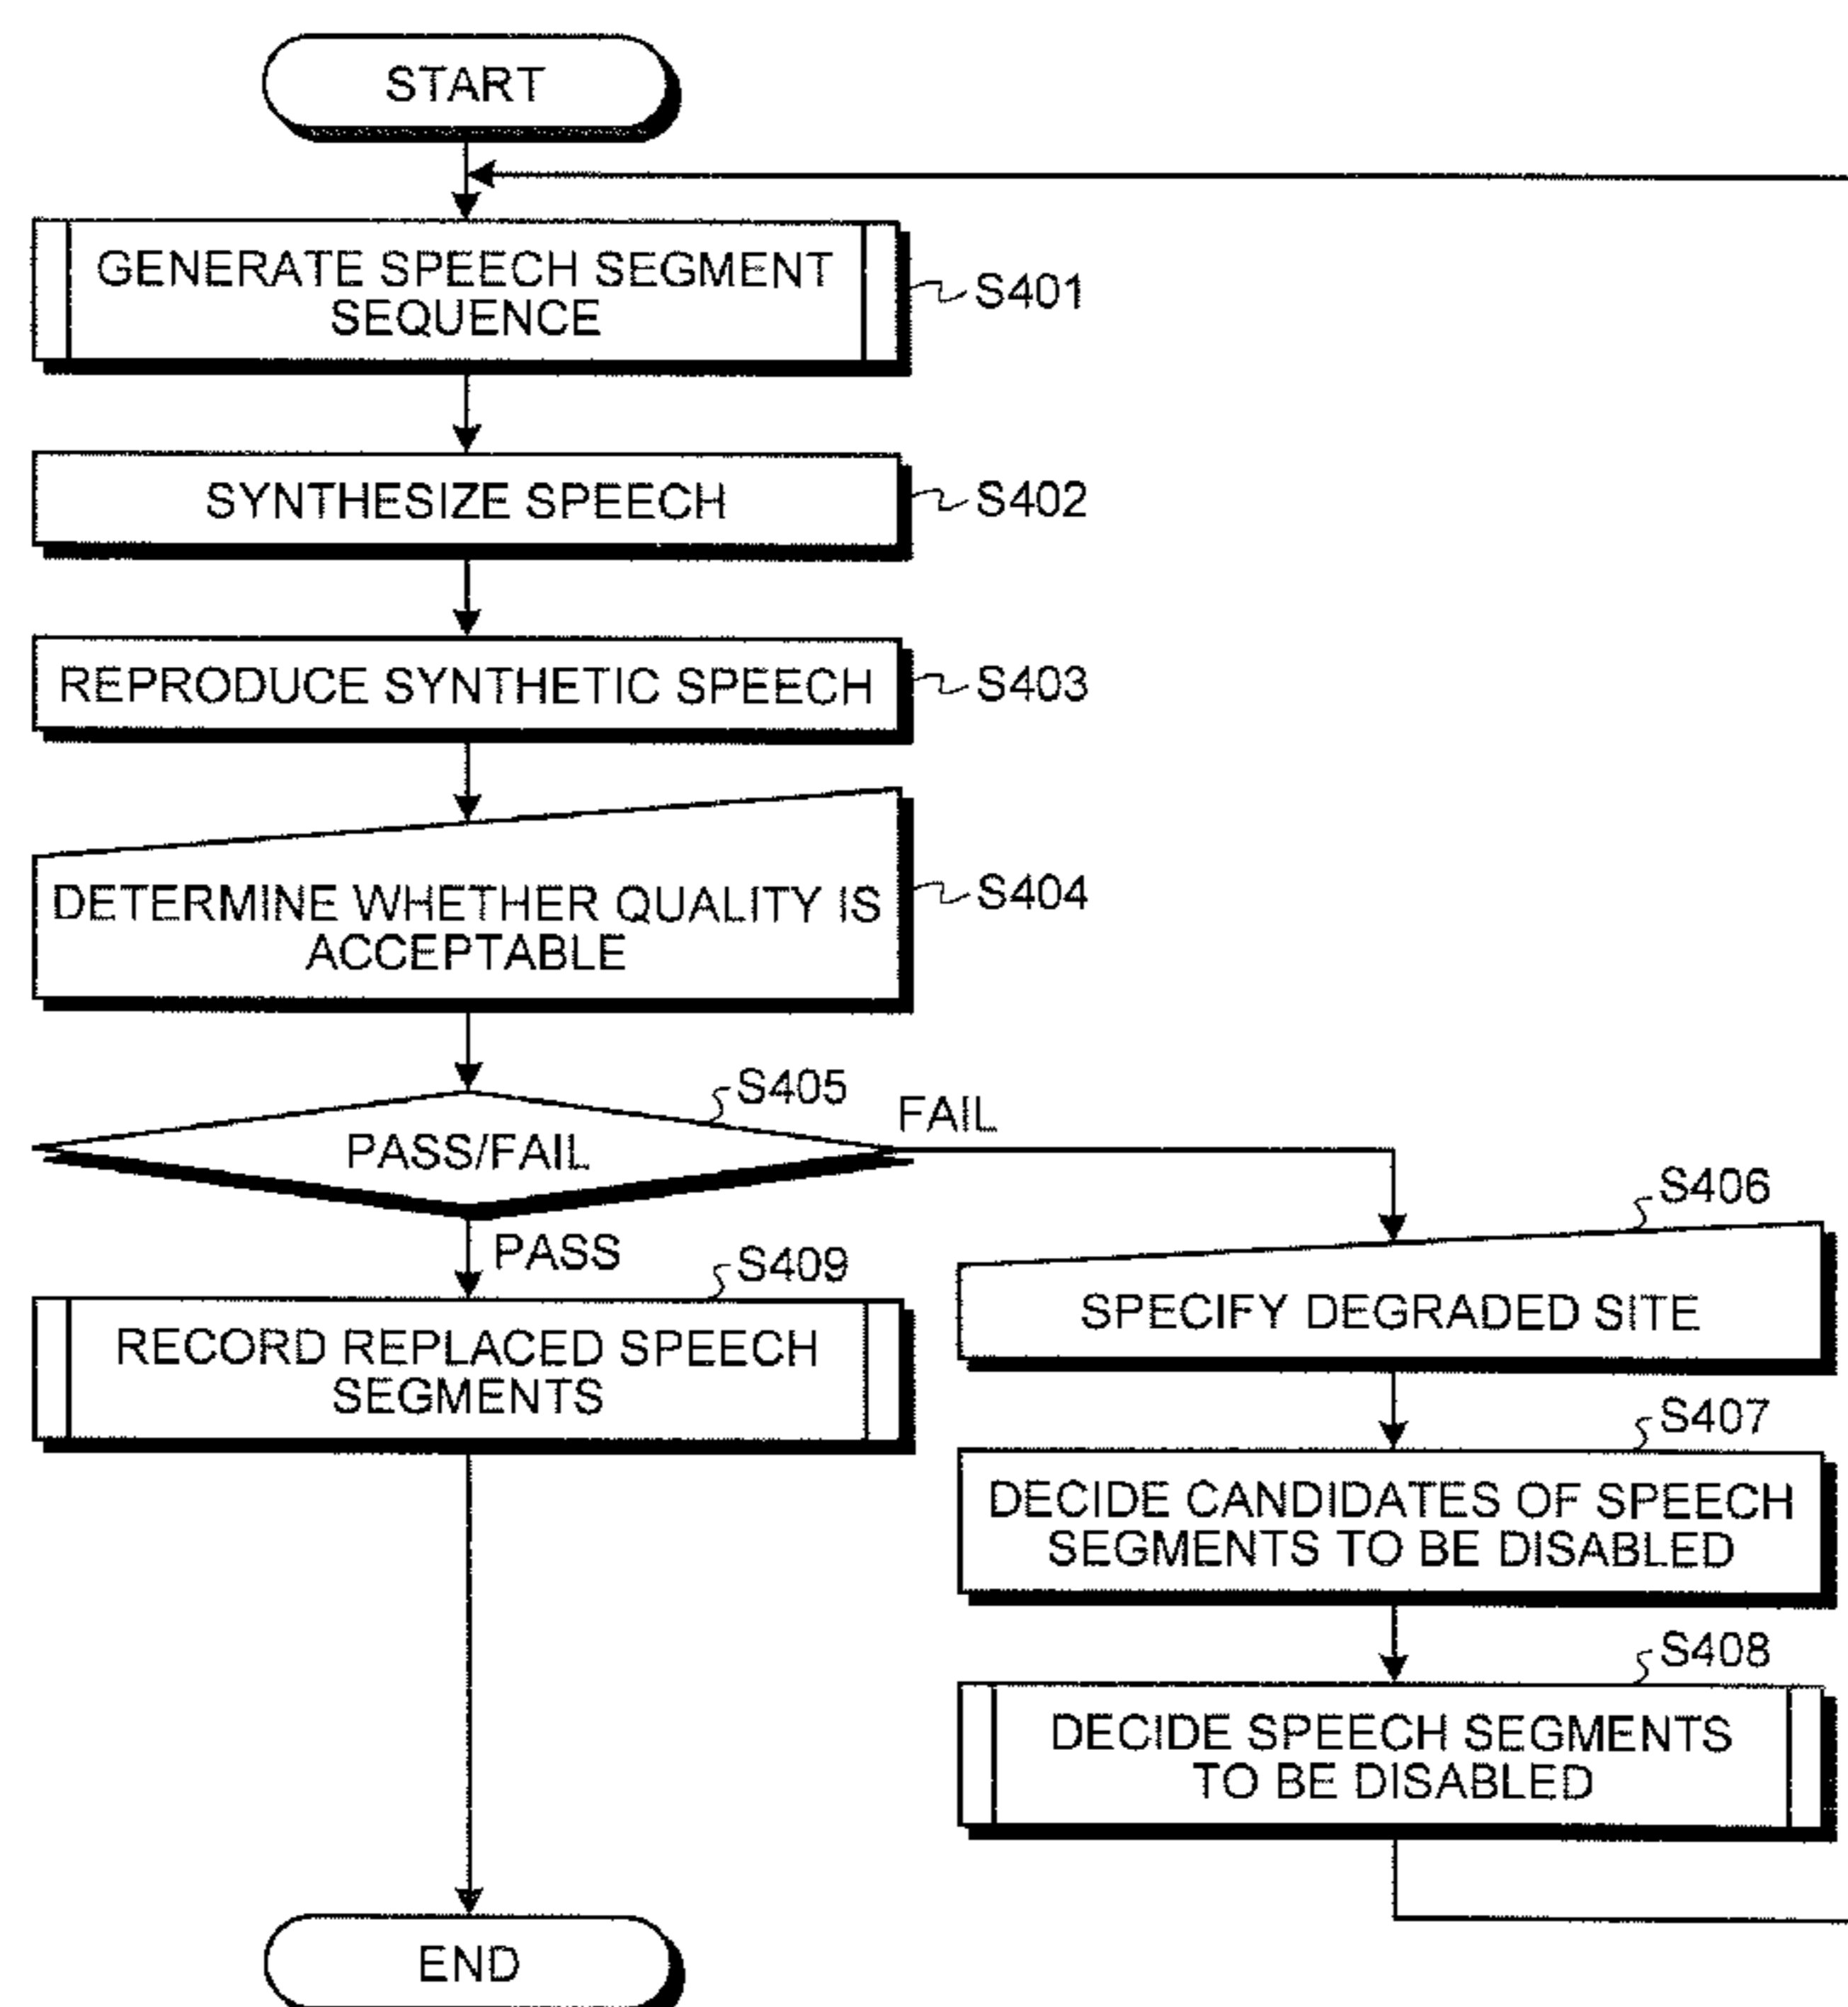 START
GENERATE SPEECH SEGMENT
SEQUENCE
S401
SYNTHESIZE SPEECH
S402
REPRODUCE SYNTHETIC SPEECH
S403
DETERMINE WHETHER QUALITY IS
ACCEPTABLE
S404
S405
PASS/FAIL
FAIL
PASS
S409
RECORD REPLACED SPEECH
SEGMENTS
S406
SPECIFY DEGRADED SITE
S407
DECIDE CANDIDATES OF SPEECH
SEGMENTS TO BE DISABLED
S408
DECIDE SPEECH SEGMENTS
TO BE DISABLED
END